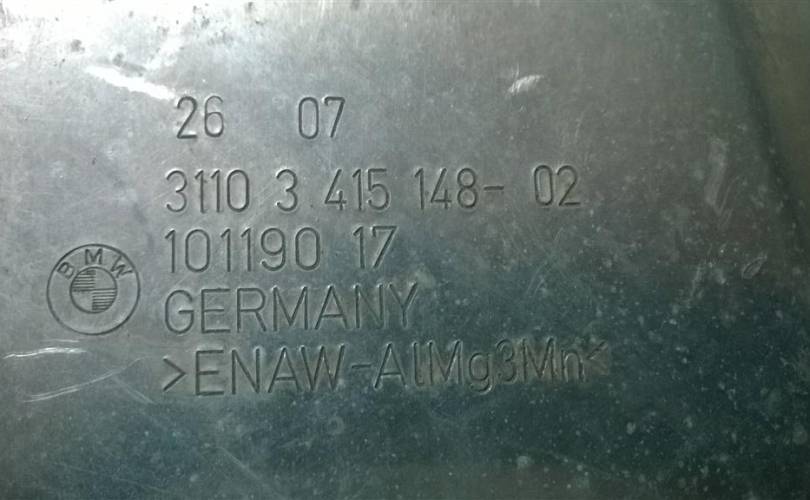 26 07
3110 3 415 148-02
101190 17
BMW
GERMANY
>ENAW-AlMg3Mn<